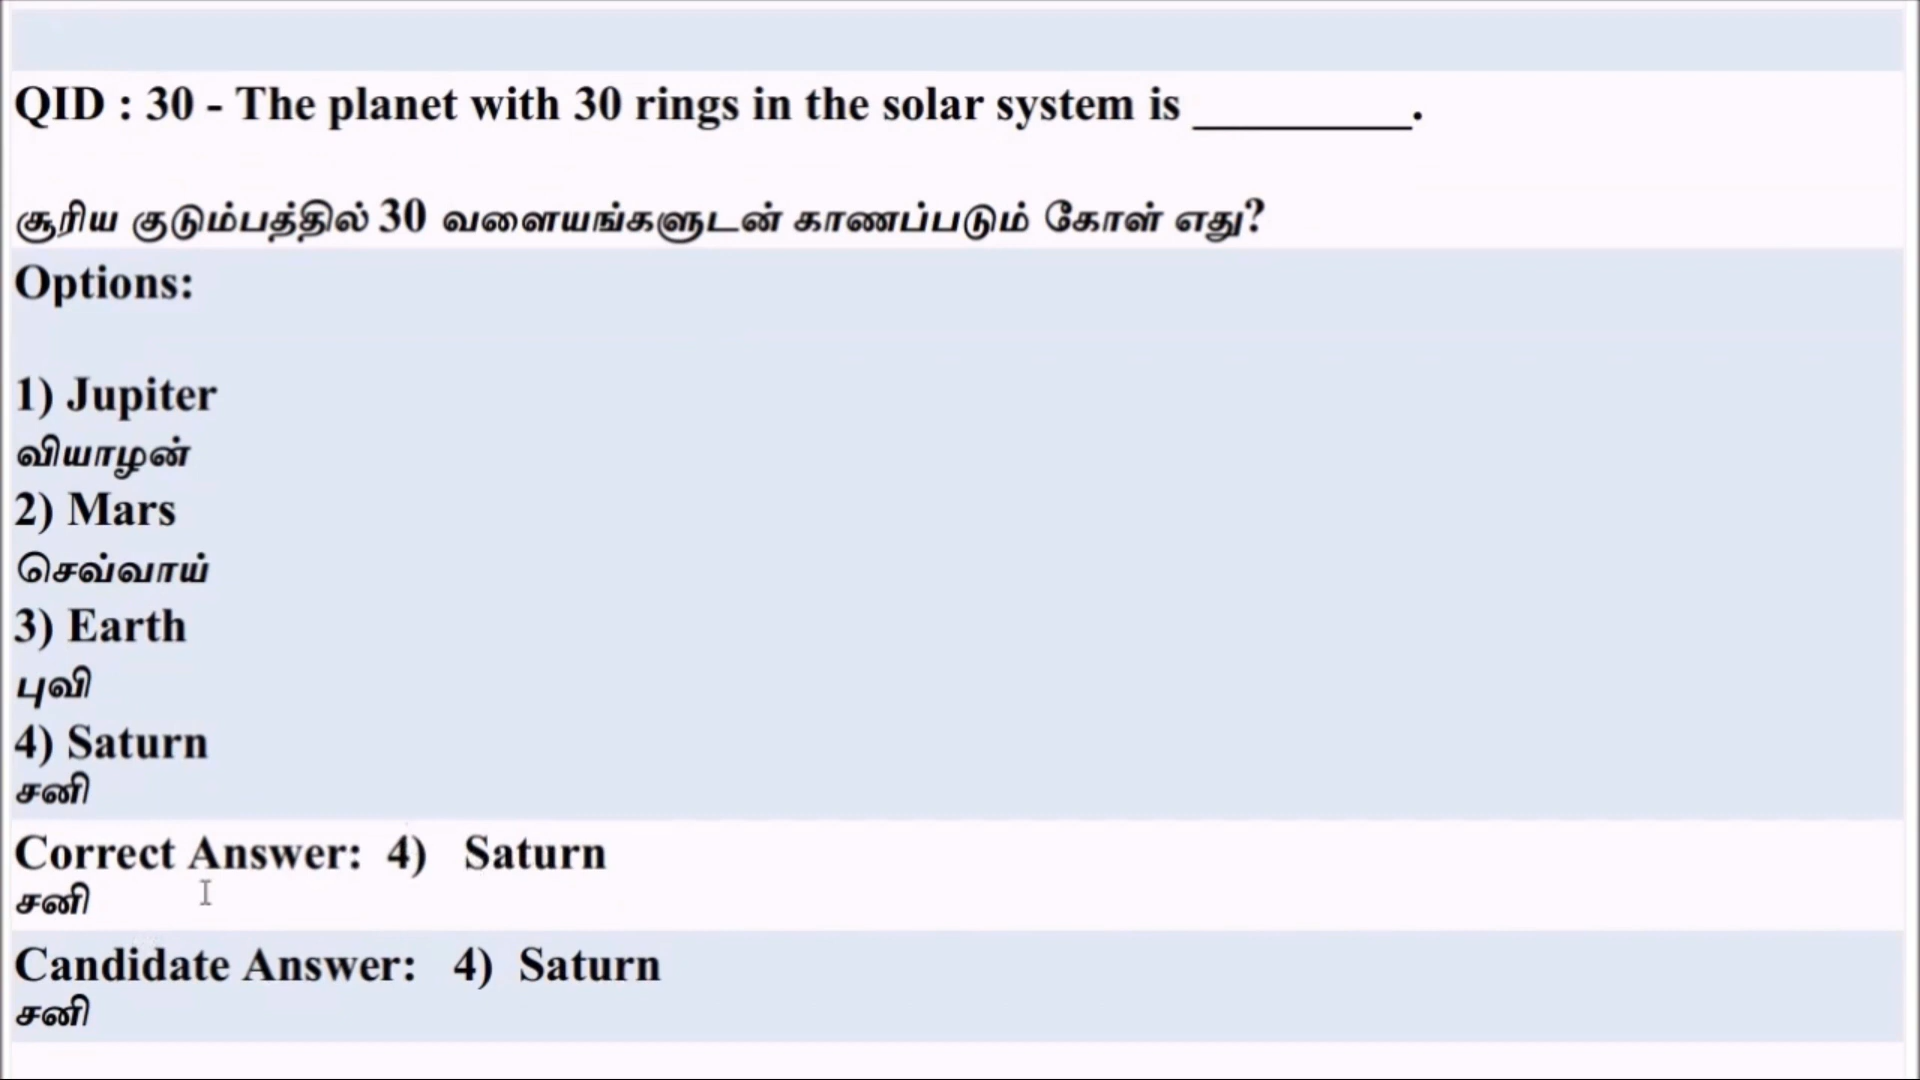 QID : 30 - The planet with 30 rings in the solar system is _________.
சூரிய குடும்பத்தில் 30 வளையங்களுடன் காணப்படும் கோள் எது?
Options:
1) Jupiter
வியாழன்
2) Mars
செவ்வாய்
3) Earth
புவி
4) Saturn
சனி
Correct Answer: 4) Saturn
சனி
Candidate Answer: 4) Saturn
சனி